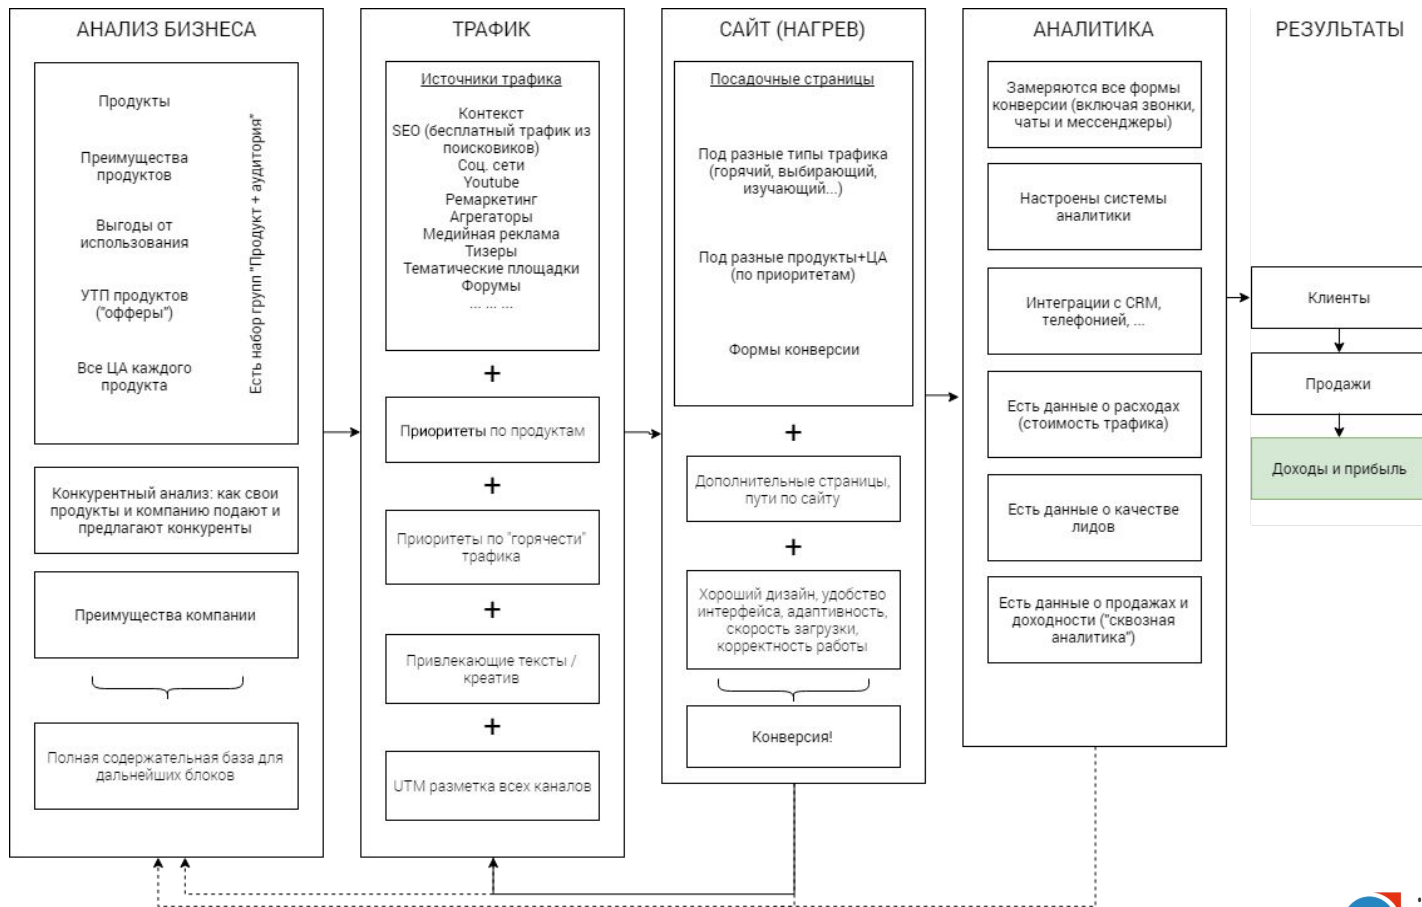 АНАЛИЗ БИЗНЕСА
Продукты
Преимущества
продуктов
Выгоды от
использования
УТП продуктов
("офферы")
Все ЦА каждого
продукта
Есть набор групп "Продукт + аудитория"
Конкурентный анализ: как свои
продукты и компанию подают и
предлагают конкуренты
Преимущества компании
Полная содержательная база для
дальнейших блоков
ТРАФИК
Источники трафика
Контекст
SEO (бесплатный трафик из
поисковиков)
Соц. сети
Youtube
Ремаркетинг
Агрегаторы
Медийная реклама
Тизеры
Тематические площадки
Форумы
... ... ...
+
Приоритеты по продуктам
+
Приоритеты по "горячести"
трафика
+
Привлекающие тексты /
креатив
+
UTM разметка всех каналов
САЙТ (НАГРЕВ)
Посадочные страницы
Под разные типы трафика
(горячий, выбирающий,
изучающий...)
Под разные продукты+ЦА
(по приоритетам)
Формы конверсии
+
Дополнительные страницы,
пути по сайту
+
Хороший дизайн, удобство
интерфейса, адаптивность,
скорость загрузки,
корректность работы
Конверсия!
АНАЛИТИКА
Замеряются все формы
конверсии (включая звонки,
чаты и мессенджеры)
Настроены системы
аналитики
Интеграции с CRM,
телефонией, ...
Есть данные о расходах
(стоимость трафика)
Есть данные о качестве
лидов
Есть данные о продажах и
доходности ("сквозная
аналитика")
РЕЗУЛЬТАТЫ
Клиенты
Продажи
Доходы и прибыль